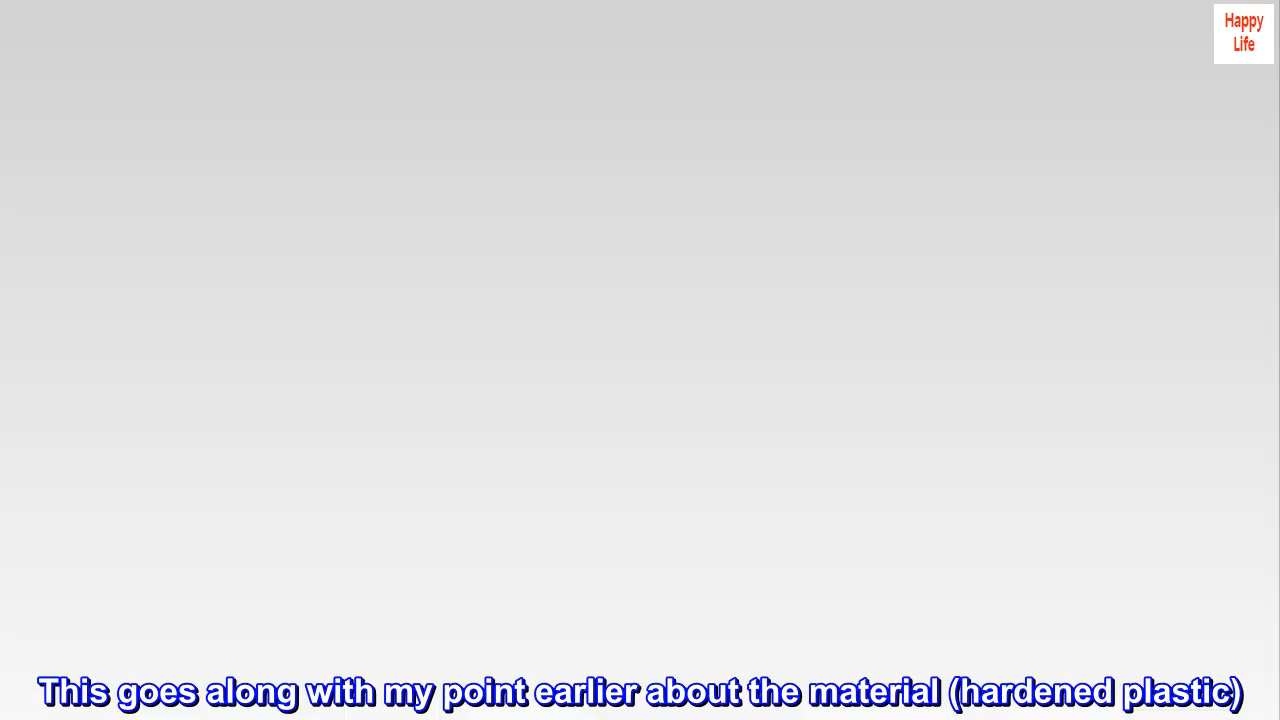 Happy
Life
This goes along with my point earlier about the material (hardened plastic)